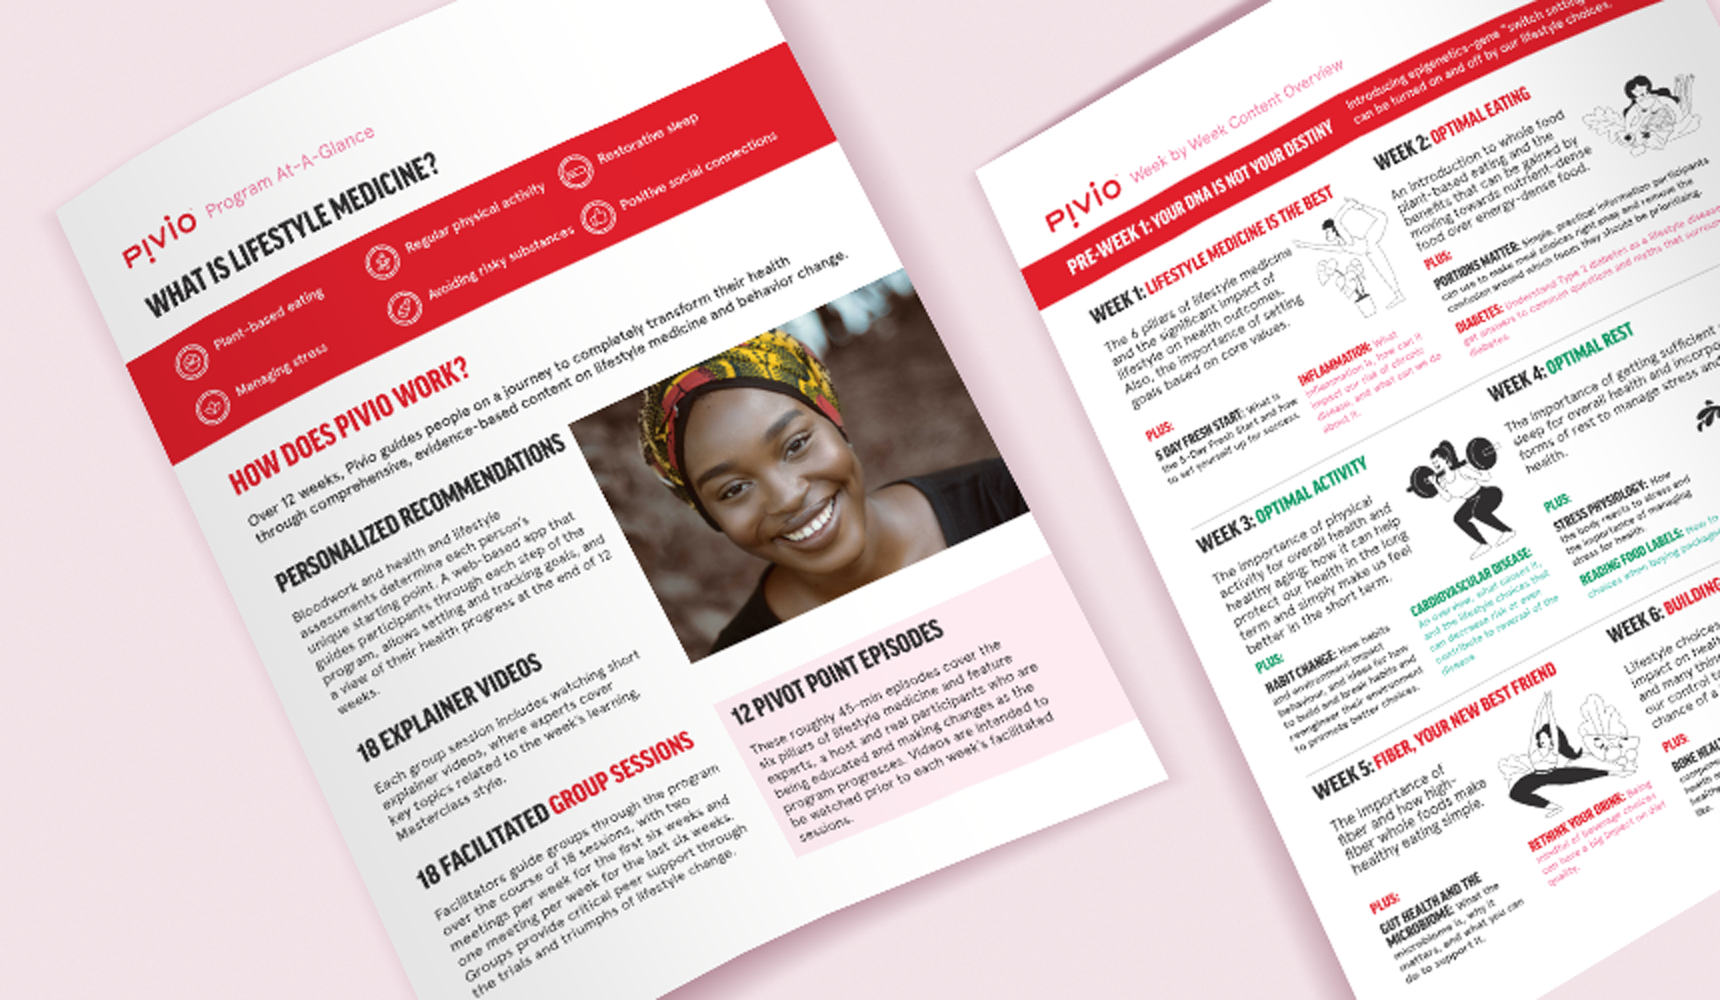 PiViO Program At-A-Glance
WHAT IS LIFESTYLE MEDICINE?
Plant-based eating
Regular physical activity
Restorative sleep
Managing stress
Avoiding risky substances
Positive social connections
HOW DOES PIVIO WORK?
Over 12 weeks, Pivio guides people on a journey to completely transform their health
through comprehensive, evidence-based content on lifestyle medicine and behavior change.
PERSONALIZED RECOMMENDATIONS
Bloodwork and health and lifestyle
assessments determine each person's
unique starting point. A web-based app that
guides participants through each step of the
program, allows setting and tracking goals, and
a view of their health progress at the end of 12
weeks.
18 EXPLAINER VIDEOS
Each group session includes watching short
explainer videos, where experts cover
key topics related to the week's learning,
Masterclass style.
18 FACILITATED GROUP SESSIONS
Facilitators guide groups through the program
over the course of 18 sessions, with two
meetings per week for the first six weeks and
one meeting per week for the last six weeks.
Groups provide critical peer support through
the trials and triumphs of lifestyle change.
12 PIVOT POINT EPISODES
These roughly 45-min episodes cover the
six pillars of lifestyle medicine and feature
experts, a host and real participants who are
being educated and making changes as the
program progresses. Videos are intended to
be watched prior to each week's facilitated
sessions.
PiViO Week by Week Content Overview
PRE-WEEK 1: YOUR DNA IS NOT YOUR DESTINY
Introducing epigenetics-gene "switch setting
can be turned on and off by our lifestyle choices.
WEEK 1: LIFESTYLE MEDICINE IS THE BEST
The 6 pillars of lifestyle medicine
and the significant impact of
lifestyle on health outcomes.
Also, the importance of setting
goals based on core values.
PLUS:
5 DAY FRESH START: What is
the 5-Day Fresh Start and how
to set yourself up for success.
INFLAMMATION: What
inflammation is, how can it
impact our risk of chronic
disease, and what can we do
about it.
WEEK 2: OPTIMAL EATING
An introduction to whole food
plant-based eating and the
benefits that can be gained by
moving towards nutrient-dense
food over energy-dense food.
PLUS:
PORTIONS MATTER: Simple, practical information participants
can use to make meal choices right away and remove the
confusion around which foods they should be prioritizing.
DIABETES: Understand Type 2 diabetes as a lifestyle disease
get answers to common questions and myths that surround
diabetes.
WEEK 3: OPTIMAL ACTIVITY
The importance of physical
activity for overall health and
healthy aging: how it can help
protect our health in the long
term and simply make us feel
better in the short term.
PLUS:
HABIT CHANGE: How habits
and environment impact
behaviour, and ideas for how
to build and break habits and
reengineer their environment
to promote better choices.
CARDIOVASCULAR DISEASE:
An overview, what causes it,
and the lifestyle choices that
can decrease risk or even
contribute to reversal of the
disease.
WEEK 4: OPTIMAL REST
The importance of getting sufficient
sleep for overall health and incorpo
forms of rest to manage stress and
health.
PLUS:
STRESS PHYSIOLOGY: How
the body reacts to stress and
the importance of managing
stress for health.
READING FOOD LABELS: How to
choices when buying packaged
WEEK 5: FIBER, YOUR NEW BEST FRIEND
The importance of
fiber and how high-
fiber whole foods make
healthy eating simple.
PLUS:
GUT HEALTH AND THE
MICROBIOME: What the
microbiome is, why it
matters, and what you can
do to support it.
RETHINK YOUR DRINK: Being
mindful of beverage choices
can have a big impact on diet
quality.
WEEK 6: BUILDING
Lifestyle choices
impact on health
and many thin
our control to
chance of a
PLUS:
BONE HEAL